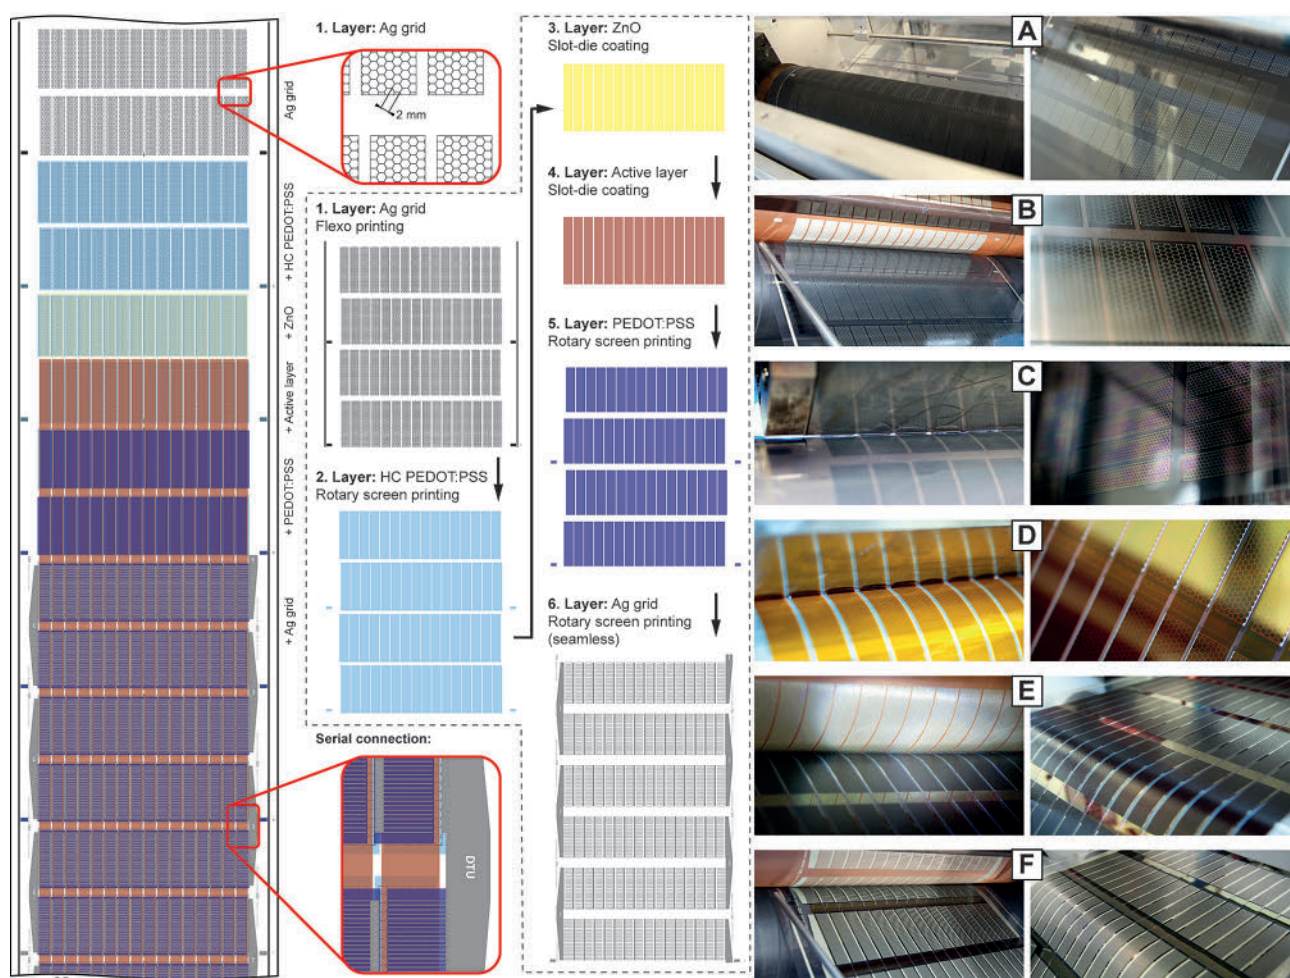 Ag grid
+ HC PEDOT:PSS
+ ZnO
+ Active layer
+ PEDOT:PSS
+ Ag grid
1. Layer: Ag grid
2 mm
1. Layer: Ag grid
Flexo printing
2. Layer: HC PEDOT:PSS
Rotary screen printing
Serial connection:
DTU
3. Layer: ZnO
Slot-die coating
4. Layer: Active layer
Slot-die coating
5. Layer: PEDOT:PSS
Rotary screen printing
6. Layer: Ag grid
Rotary screen printing
(seamless)
A
B
C
D
E
F